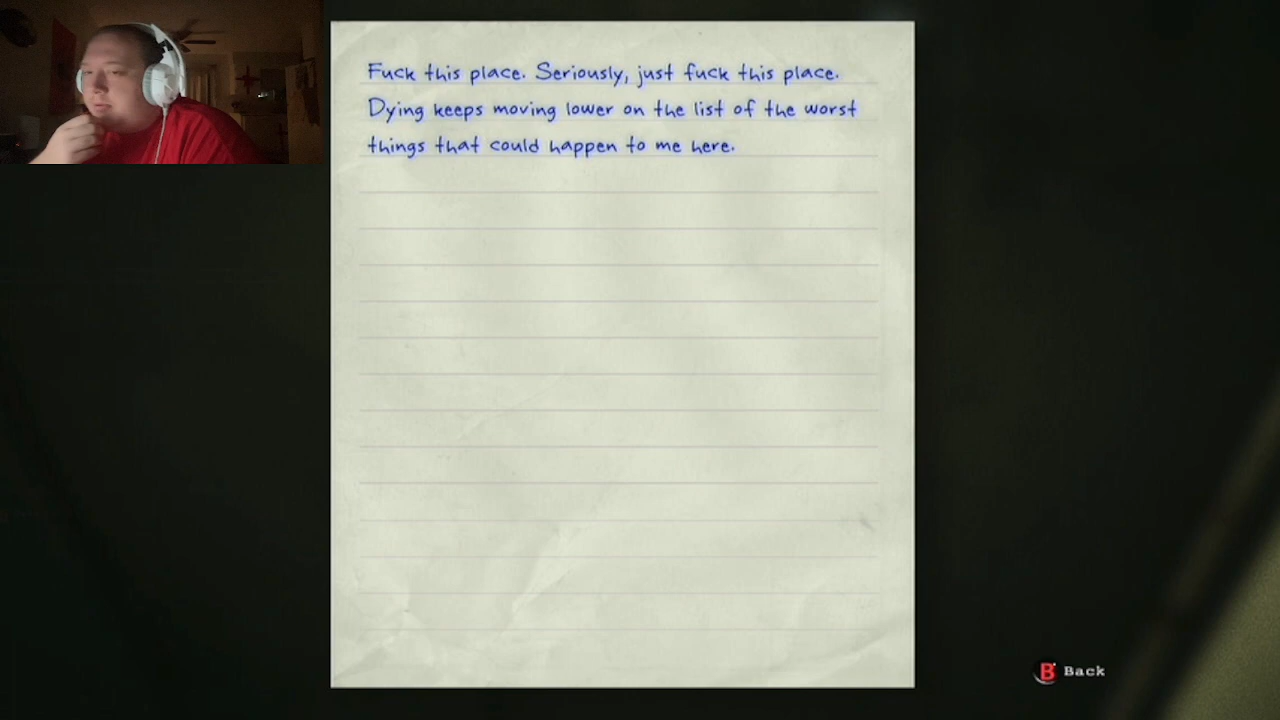 Fuck this place. Seriously, just fuck this place.
Dying keeps moving lower on the list of the worst
things that could happen to me here.
B Back